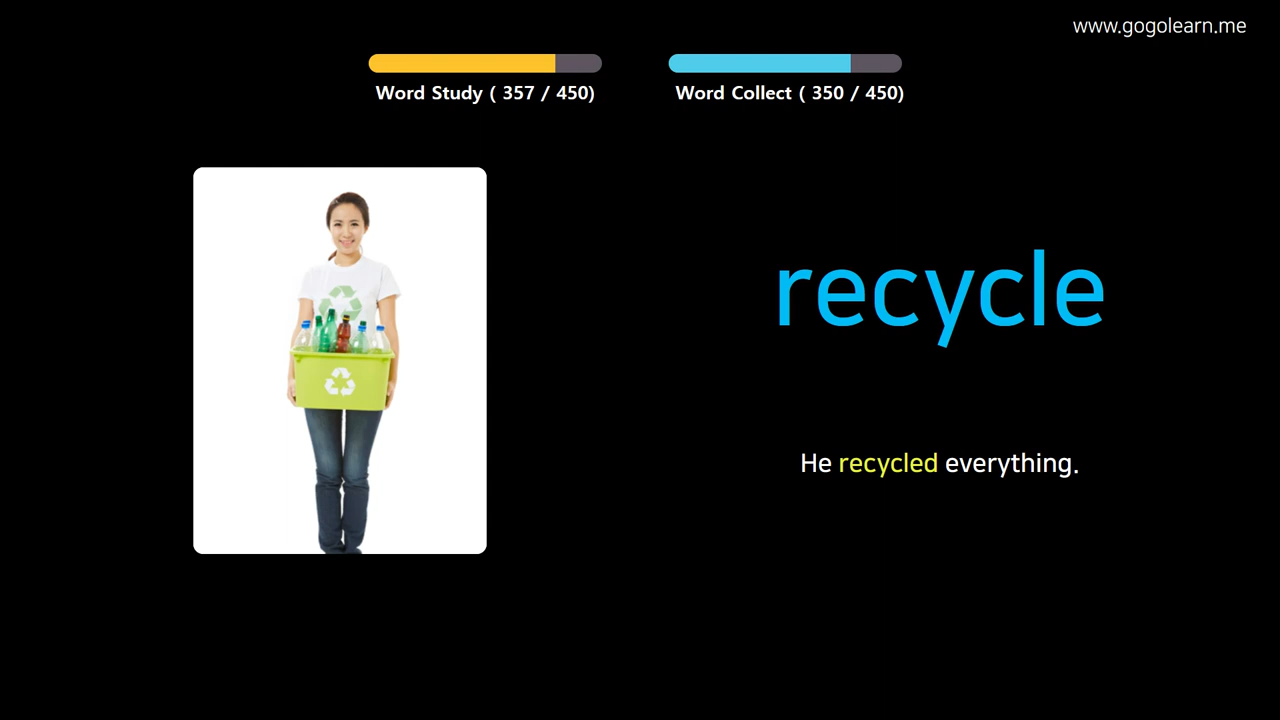 www.gogolearn.me
Word Study ( 357 / 450)
Word Collect ( 350 / 450)
recycle
He recycled everything.